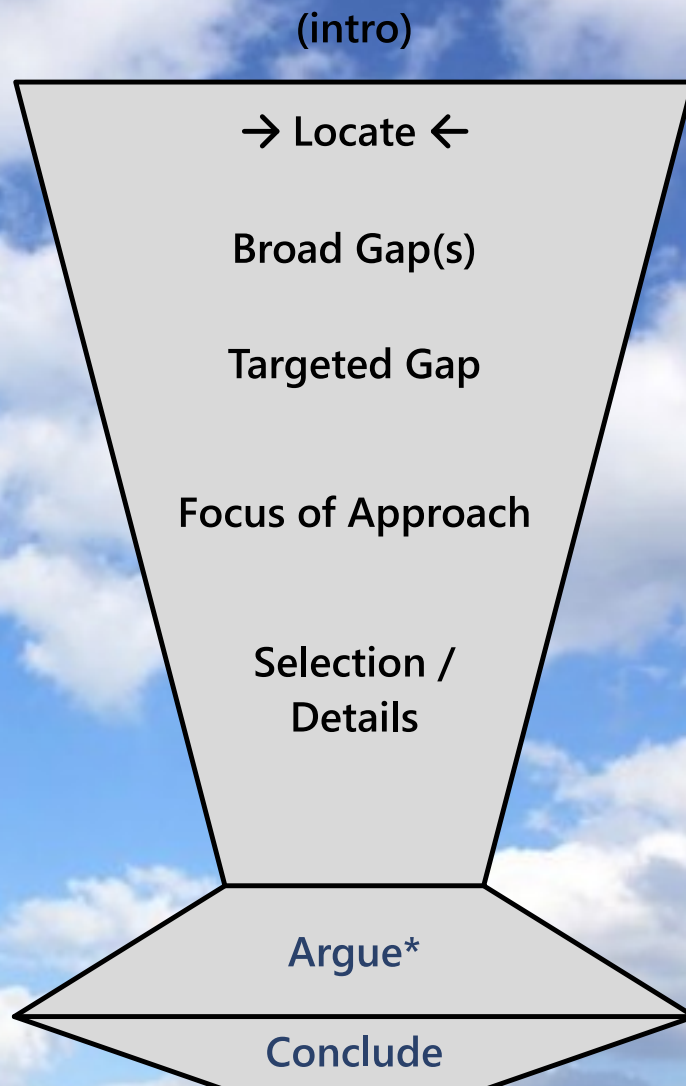 (intro)
→ Locate ←
Broad Gap(s)
Targeted Gap
Focus of Approach
Selection /
Details
Argue*
Conclude